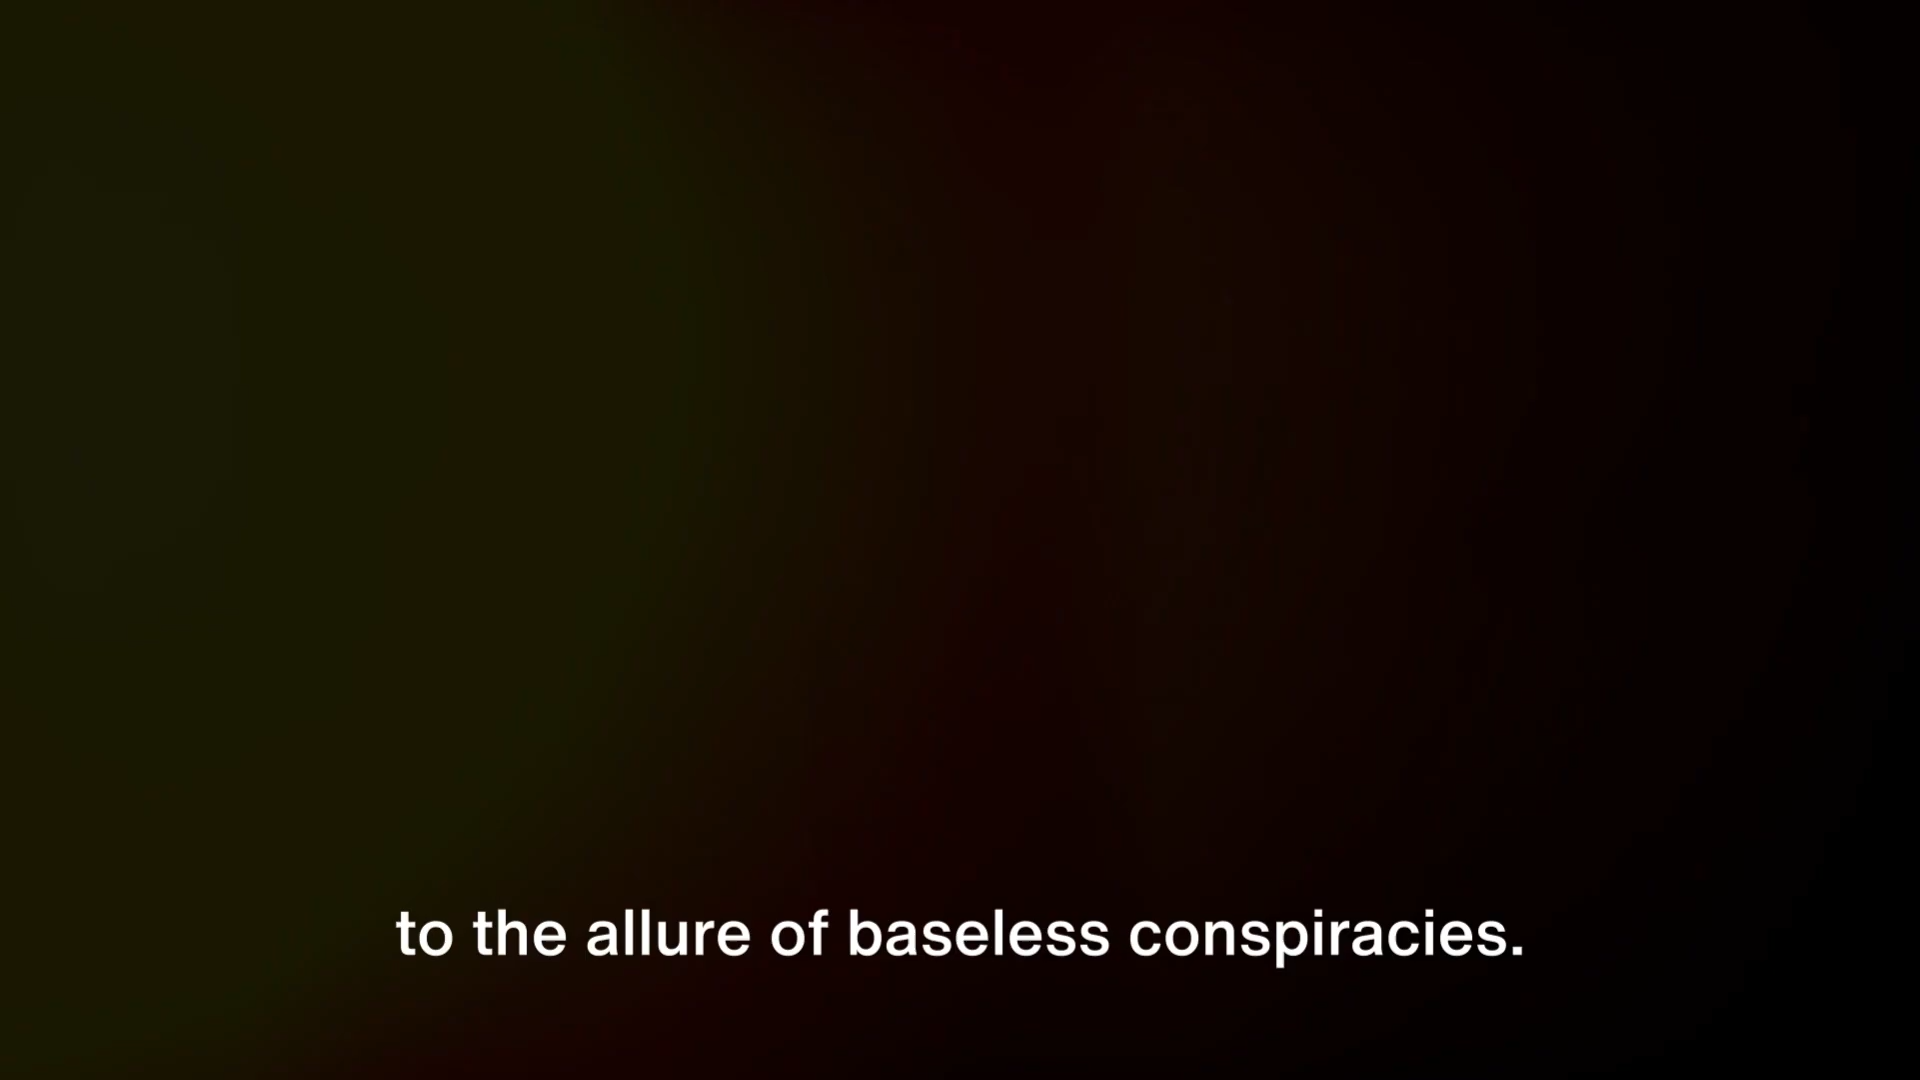 to the allure of baseless conspiracies.